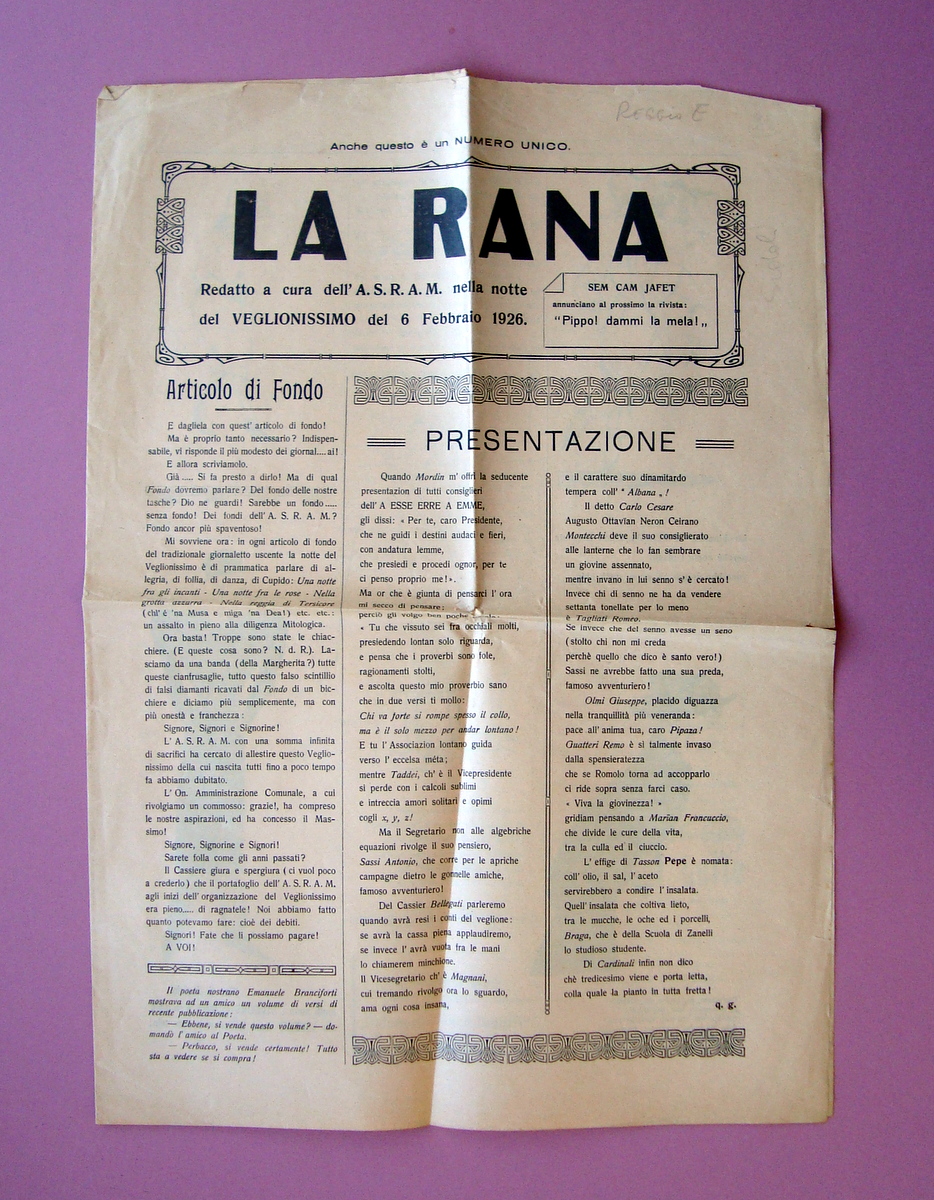 REGGIO E
Anche questo è un NUMERO UNICO.
LA RANA
Redatto a cura dell' A. S. R. A. M. nella notte
del VEGLIONISSIMO del 6 Febbraio 1926.
SEM CAM JAFET
annunciano al prossimo la rivista:
"Pippo! dammi la mela!„
Articolo di Fondo
E dagliela con quest' articolo di fondo!
Ma è proprio tanto necessario? Indispen-
sabile, vi risponde il più modesto dei giornal....ai!
E allora scriviamolo.
Già..... Si fa presto a dirlo! Ma di qual
Fondo dovremo parlare? Del fondo delle nostre
tasche? Dio ne guardi! Sarebbe un fondo.....
senza fondo! Dei fondi dell' A. S. R. A. M.?
Fondo ancor più spaventoso!
Mi sovviene ora: in ogni articolo di fondo
del tradizionale giornaletto uscente la notte del
Veglionissimo è di prammatica parlare di al-
legria, di follia, di danza, di Cupido: Una notte
fra gli incanti - Una notte fra le rose - Nella
grotta azzurra - Nella reggia di Tersicore
(ch!' è 'na Musa e miga 'na Dea!) etc. etc.:
un assalto in pieno alla diligenza Mitologica.
Ora basta! Troppe sono state le chiac-
chiere. (E queste cosa sono? N. d. R.). La-
sciamo da una banda (della Margherita?) tutte
queste cianfrusaglie, tutto questo falso scintillio
di falsi diamanti ricavati dal Fondo di un bic-
chiere e diciamo più semplicemente, ma con
più onestà e franchezza:
Signore, Signori e Signorine!
L' A. S. R. A. M. con una somma infinita
di sacrifici ha cercato di allestire questo Veglio-
nissimo della cui nascita tutti fino a poco tempo
fa abbiamo dubitato.
L' On. Amministrazione Comunale, a cui
rivolgiamo un commosso: grazie!, ha compreso
le nostre aspirazioni, ed ha concesso il Mas-
simo!
Signore, Signorine e Signori!
Sarete folla come gli anni passati?
Il Cassiere giura e spergiura (ci vuol poco
a crederlo) che il portafoglio dell' A. S. R. A. M.
agli inizi dell' organizzazione del Veglionissimo
era pieno..... di ragnatele! Noi abbiamo fatto
quanto potevamo fare: cioè dei debiti.
Signori! Fate che li possiamo pagare!
A VOI!
Il poeta nostrano Emanuele Branciforti
mostrava ad un amico un volume di versi di
recente pubblicazione:
— Ebbene, si vende questo volume? — do-
mandò l' amico al Poeta.
— Perbacco, si vende certamente! Tutto
sta a vedere se si compra!
PRESENTAZIONE
Quando Mordin m' offrì la seducente
presentazion di tutti consiglieri
dell' A ESSE ERRE A EMME,
gli dissi: « Per te, caro Presidente,
che ne guidi i destini audaci e fieri,
con andatura lemme,
che presiedi e procedi ognor, per te
ci penso proprio me!».
Ma or che è giunta di pensarci l' ora
mi secco di pensare;
perciò gli volgo ben poche
« Tu che vissuto sei fra occhiali molti,
presiedendo lontan solo riguarda,
e pensa che i proverbi sono fole,
ragionamenti stolti,
e ascolta questo mio proverbio sano
che in due versi ti mollo:
Chi va forte si rompe spesso il collo,
ma è il solo mezzo per andar lontano!
E tu l' Associazion lontano guida
verso l' eccelsa mèta;
mentre Taddei, ch' è il Vicepresidente
si perde con i calcoli sublimi
e intreccia amori solitari e opimi
cogli x, y, z!
Ma il Segretario non alle algebriche
equazioni rivolge il suo pensiero,
Sassi Antonio, che corre per le apriche
campagne dietro le gonnelle amiche,
famoso avventuriero!
Del Cassier Bellegati parleremo
quando avrà resi i conti del veglione:
se avrà la cassa piena applaudiremo,
se invece l' avrà vuota fra le mani
lo chiamerem minchione.
Il Vicesegretario ch' è Magnani,
cui tremando rivolgo ora lo sguardo,
ama ogni cosa insana,
e il carattere suo dinamitardo
tempera coll' " Albana „ !
Il detto Carlo Cesare
Augusto Ottavian Neron Ceirano
Montecchi deve il suo consiglierato
alle lanterne che lo fan sembrare
un giovine assennato,
mentre invano in lui senno s' è cercato!
Invece chi di senno ne ha da vendere
settanta tonellate per lo meno
è Tagliati Romeo.
Se invece che del senno avesse un seno
(stolto chi non mi creda
perchè quello che dico è santo vero!)
Sassi ne avrebbe fatto una sua preda,
famoso avventuriero!
Olmi Giuseppe, placido diguazza
nella tranquillità più veneranda:
pace all' anima tua, caro Pipaza!
Guatteri Remo è sì talmente invaso
dalla spensieratezza
che se Romolo torna ad accopparlo
ci ride sopra senza farci caso.
« Viva la giovinezza! »
gridiam pensando a Marian Francuccio,
che divide le cure della vita,
tra la culla ed il ciuccio.
L' effige di Tasson Pepe è nomata:
coll' olio, il sal, l' aceto
servirebbero a condire l' insalata.
Quell' insalata che coltiva lieto,
tra le mucche, le oche ed i porcelli,
Braga, che è della Scuola di Zanelli
lo studioso studente.
Di Cardinali infin non dico
chè tredicesimo viene e porta letta,
colla quale la pianto in tutta fretta!
q. g.